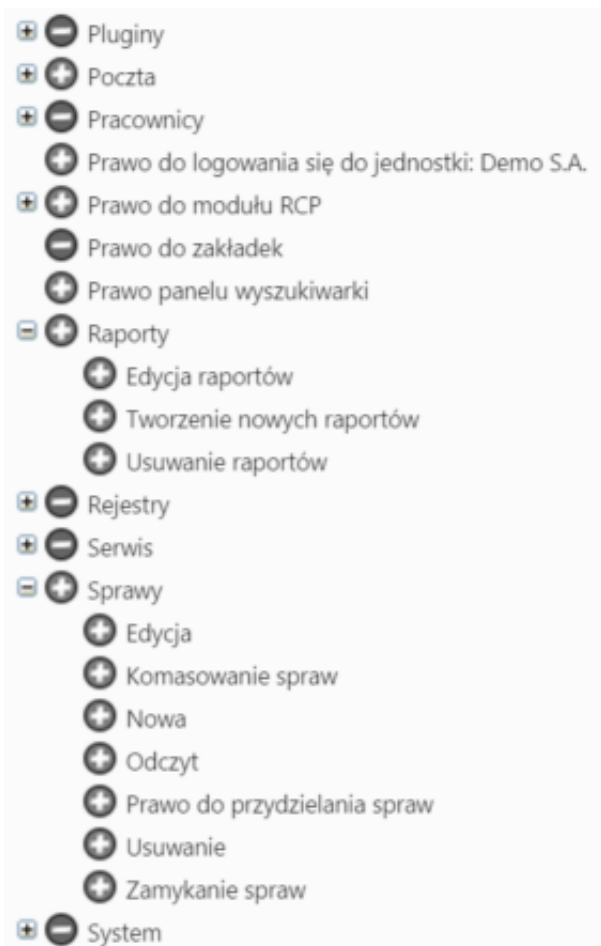 Pluginy
Poczta
Pracownicy
Prawo do logowania się do jednostki: Demo S.A.
Prawo do modułu RCP
Prawo do zakładek
Prawo panelu wyszukiwarki
Raporty
Edycja raportów
Tworzenie nowych raportów
Usuwanie raportów
Rejestry
Serwis
Sprawy
Edycja
Komasowanie spraw
Nowa
Odczyt
Prawo do przydzielania spraw
Usuwanie
Zamykanie spraw
System